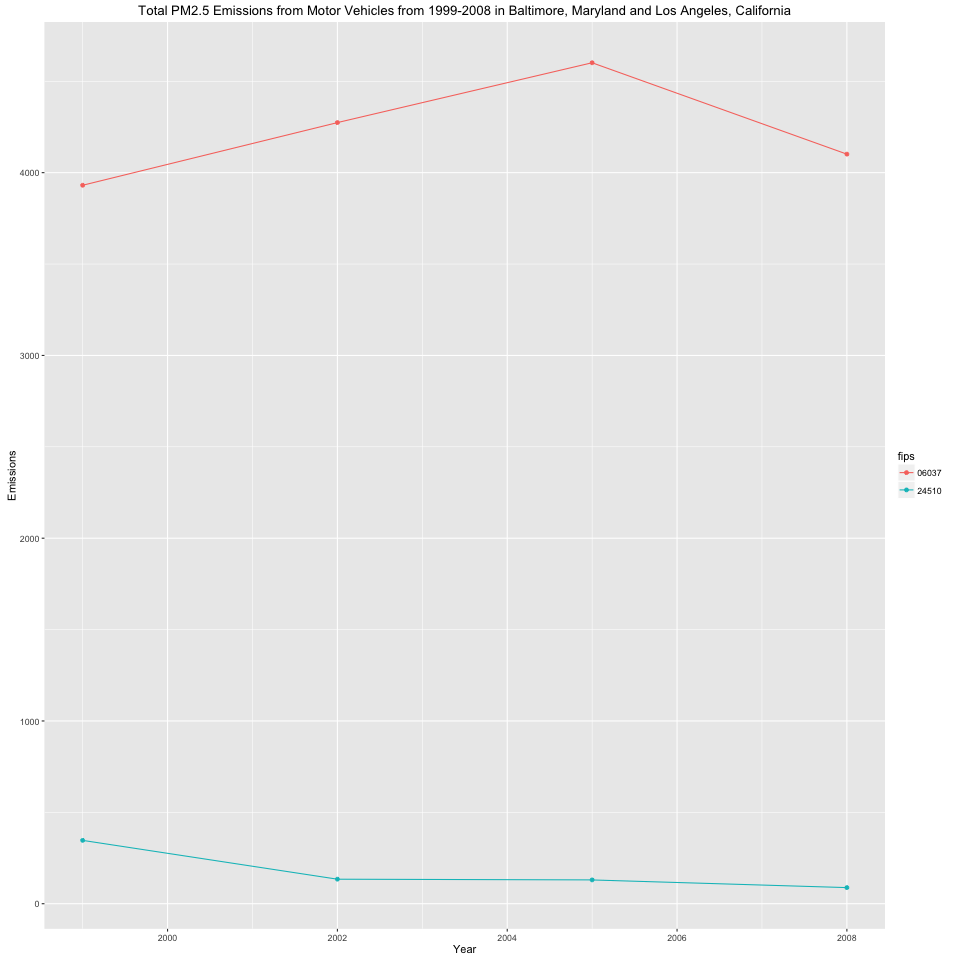 Total PM2.5 Emissions from Motor Vehicles from 1999-2008 in Baltimore, Maryland and Los Angeles, California
4000
3000
2000
1000
0
Emissions
2000 2002 2004 2006 2008
Year
fips
06037
24510